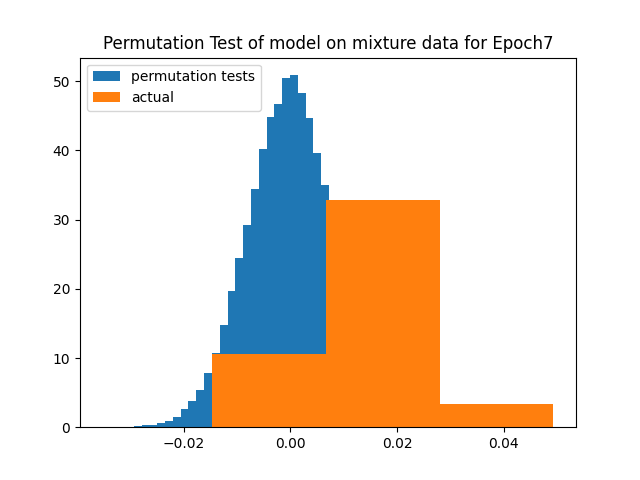 Permutation Test of model on mixture data for Epoch7
permutation tests
actual
50
40
30
20
10
0
−0.02 0.00 0.02 0.04